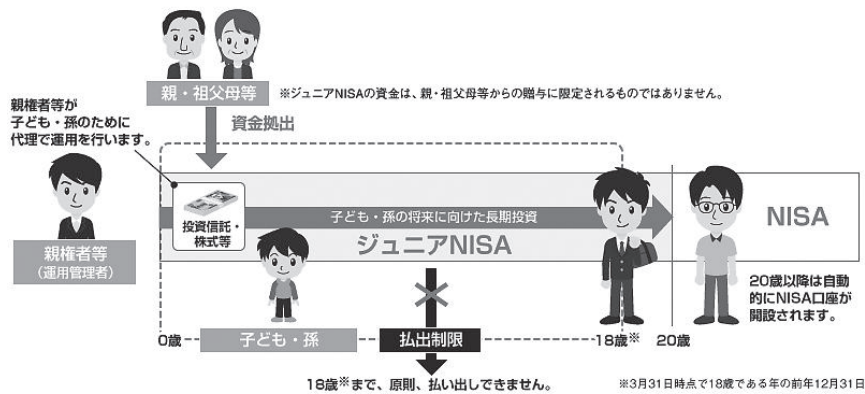 親・祖父母等
※ジュニアNISAの資金は、親・祖父母等からの贈与に限定されるものではありません。
親権者等が
子ども・孫のために
代理で運用を行います。
資金拠出
親権者等
（運用管理者）
投資信託・
株式等
子ども・孫の将来に向けた長期投資
ジュニアNISA
NISA
20歳以降は自動
的にNISA口座が
開設されます。
0歳
子ども・孫
払出制限
18歳※
20歳
18歳※まで、原則、払い出しできません。
※3月31日時点で18歳である年の前年12月31日